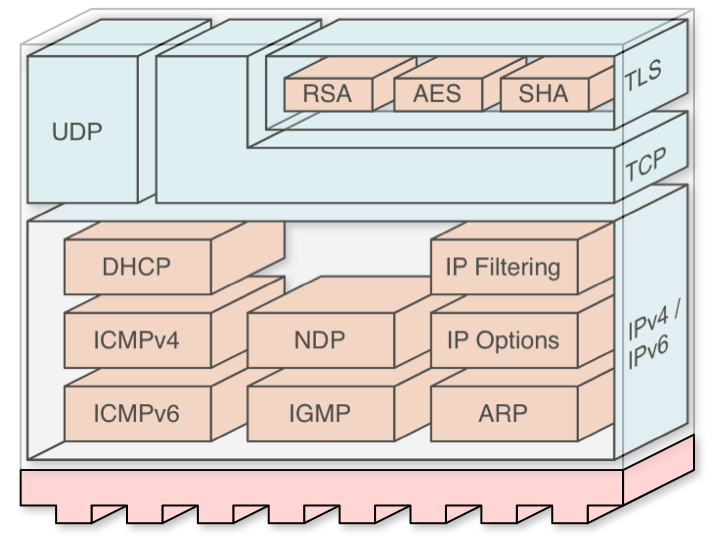 RSA
AES
SHA
TLS
UDP
TCP
DHCP
IP Filtering
ICMPv4
NDP
IP Options
IPv4 /
IPv6
ICMPv6
IGMP
ARP